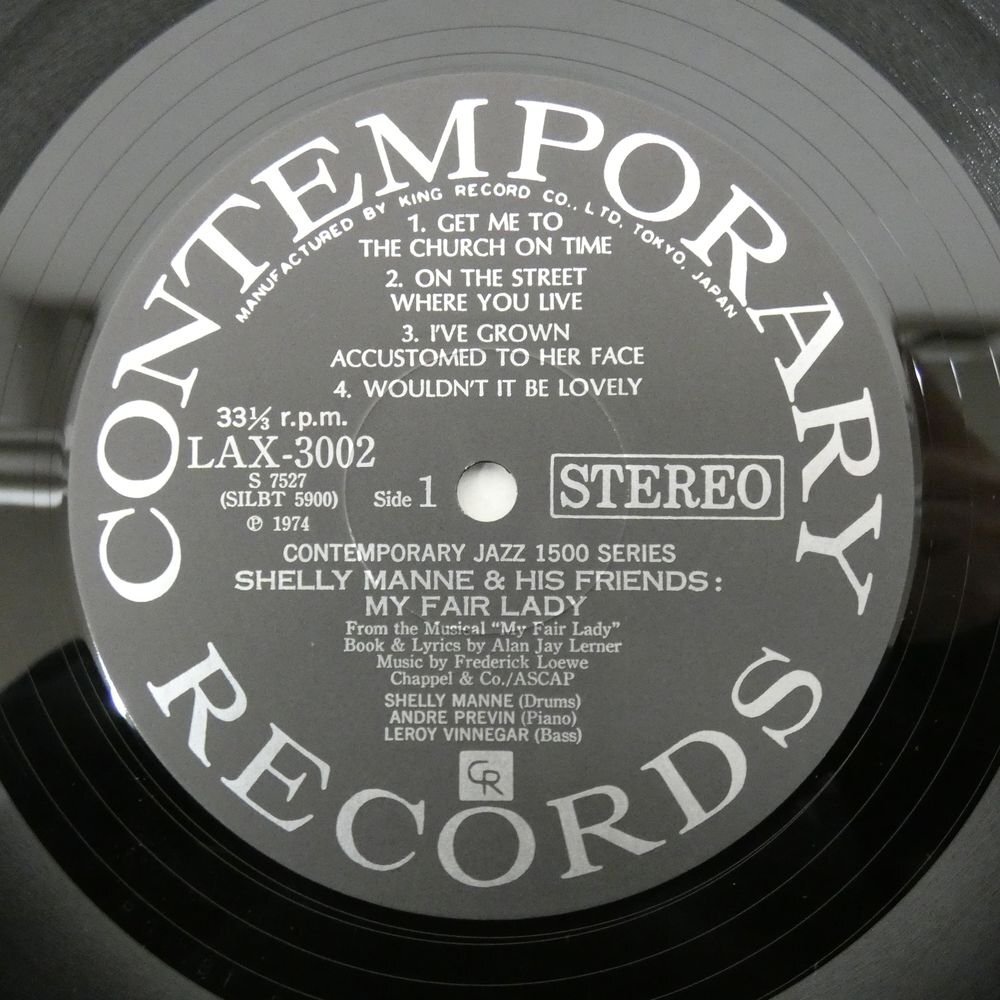 CONTEMPORARY
MANUFACTURED BY KING RECORD CO., LTD. TOKYO, JAPAN
1. GET ME TO
THE CHURCH ON TIME
2. ON THE STREET
WHERE YOU LIVE
3. I'VE GROWN
ACCUSTOMED TO HER FACE
4. WOULDN'T IT BE LOVELY
33⅓ r.p.m.
LAX-3002
S 7527
(SILBT 5900)
℗ 1974
Side 1
STEREO
CONTEMPORARY JAZZ 1500 SERIES
SHELLY MANNE & HIS FRIENDS:
MY FAIR LADY
From the Musical "My Fair Lady"
Book & Lyrics by Alan Jay Lerner
Music by Frederick Loewe
Chappel & Co./ASCAP
SHELLY MANNE (Drums)
ANDRE PREVIN (Piano)
LEROY VINNEGAR (Bass)
CR
RECORDS